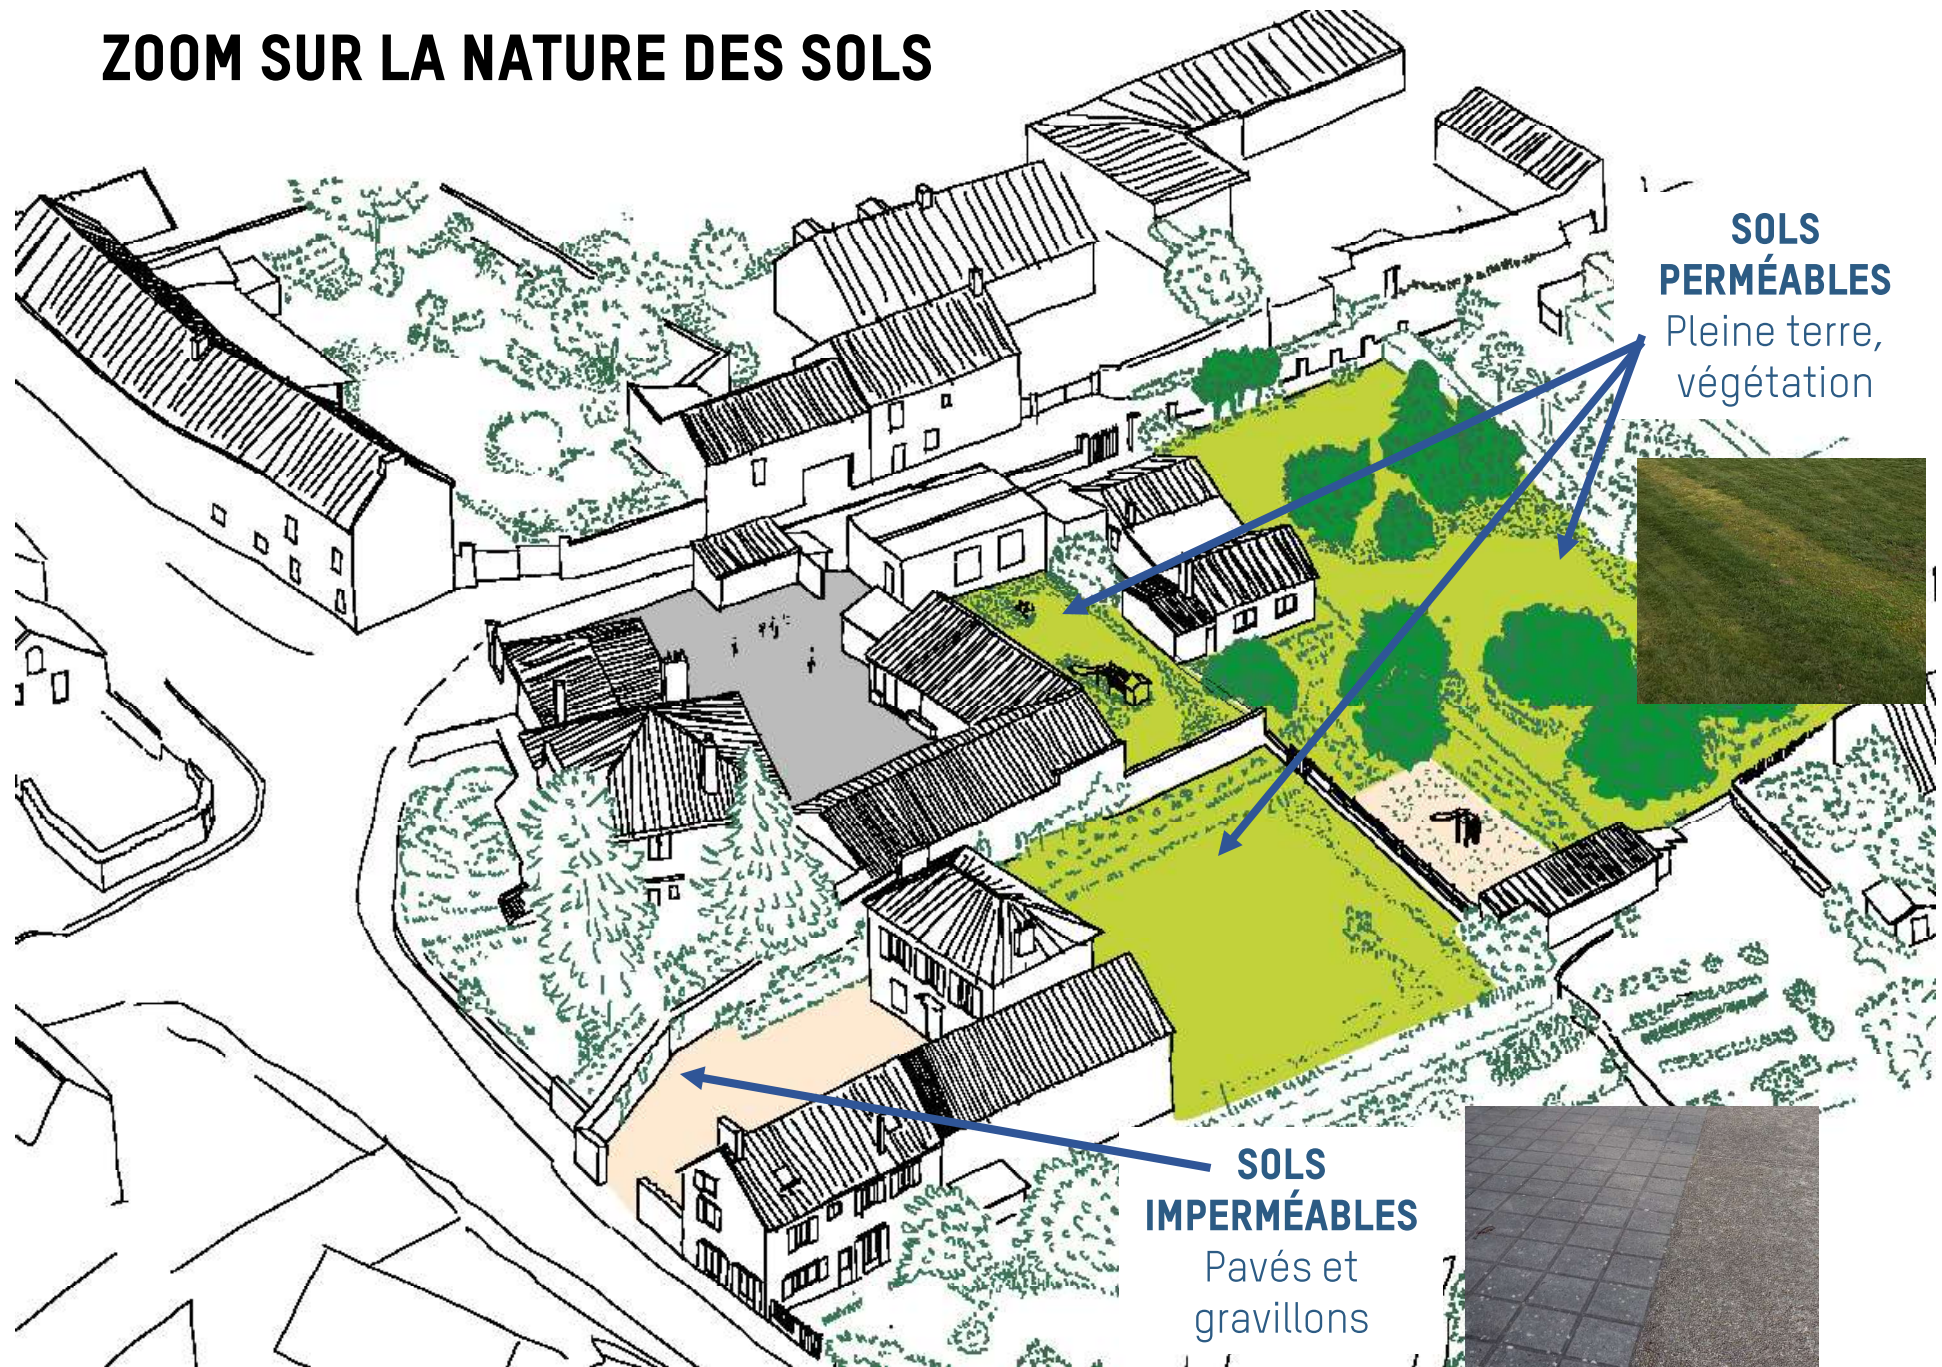 ZOOM SUR LA NATURE DES SOLS
SOLS
PERMÉABLES
Pleine terre,
végétation
SOLS
IMPERMÉABLES
Pavés et
gravillons